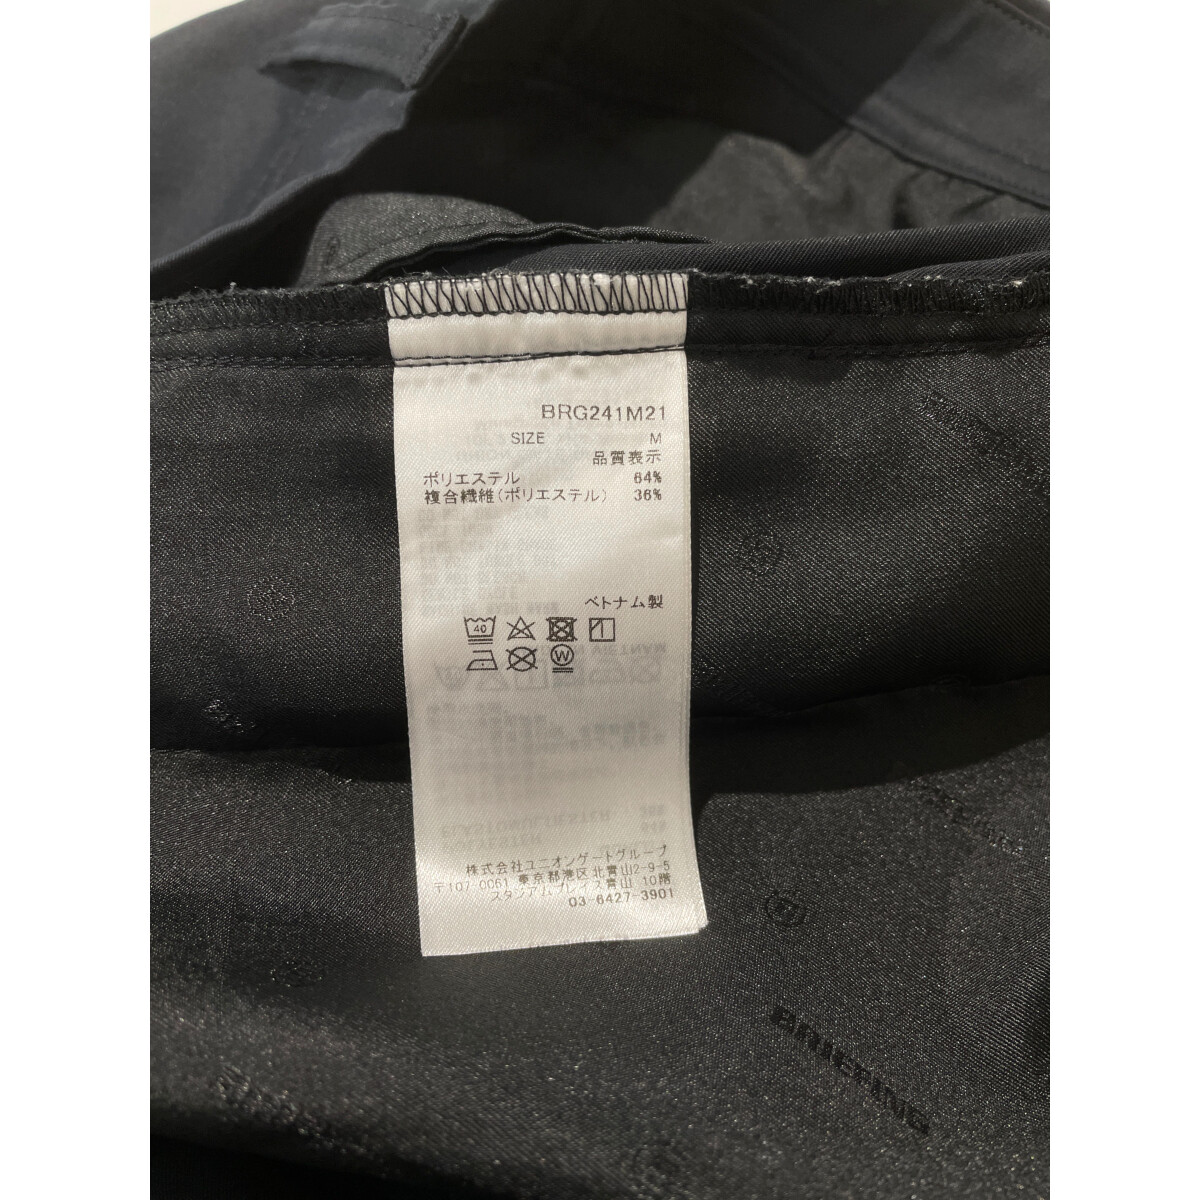 BRG241M21
SIZE M
品質表示
ポリエステル 64%
複合繊維(ポリエステル) 36%
ベトナム製
40
W
株式会社ユニオンゲートグループ
〒107-0061 東京都港区北青山2-9-5
スタジアムプレイス青山 10階
03-6427-3901
BRIEFING